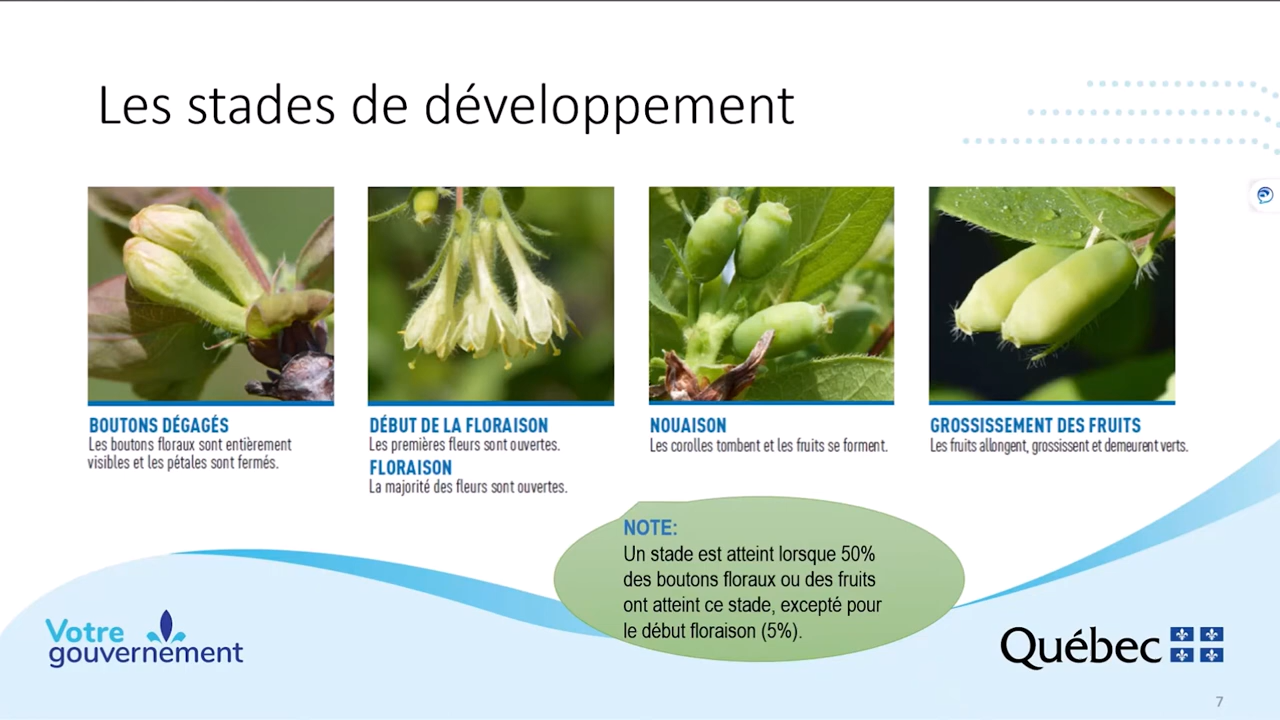 Les stades de développement
BOUTONS DÉGAGÉS
Les boutons floraux sont entièrement
visibles et les pétales sont fermés.
DÉBUT DE LA FLORAISON
Les premières fleurs sont ouvertes.
FLORAISON
La majorité des fleurs sont ouvertes.
NOUAISON
Les corolles tombent et les fruits se forment.
GROSSISSEMENT DES FRUITS
Les fruits allongent, grossissent et demeurent verts.
NOTE:
Un stade est atteint lorsque 50%
des boutons floraux ou des fruits
ont atteint ce stade, excepté pour
le début floraison (5%).
Votre
gouvernement
Québec
7